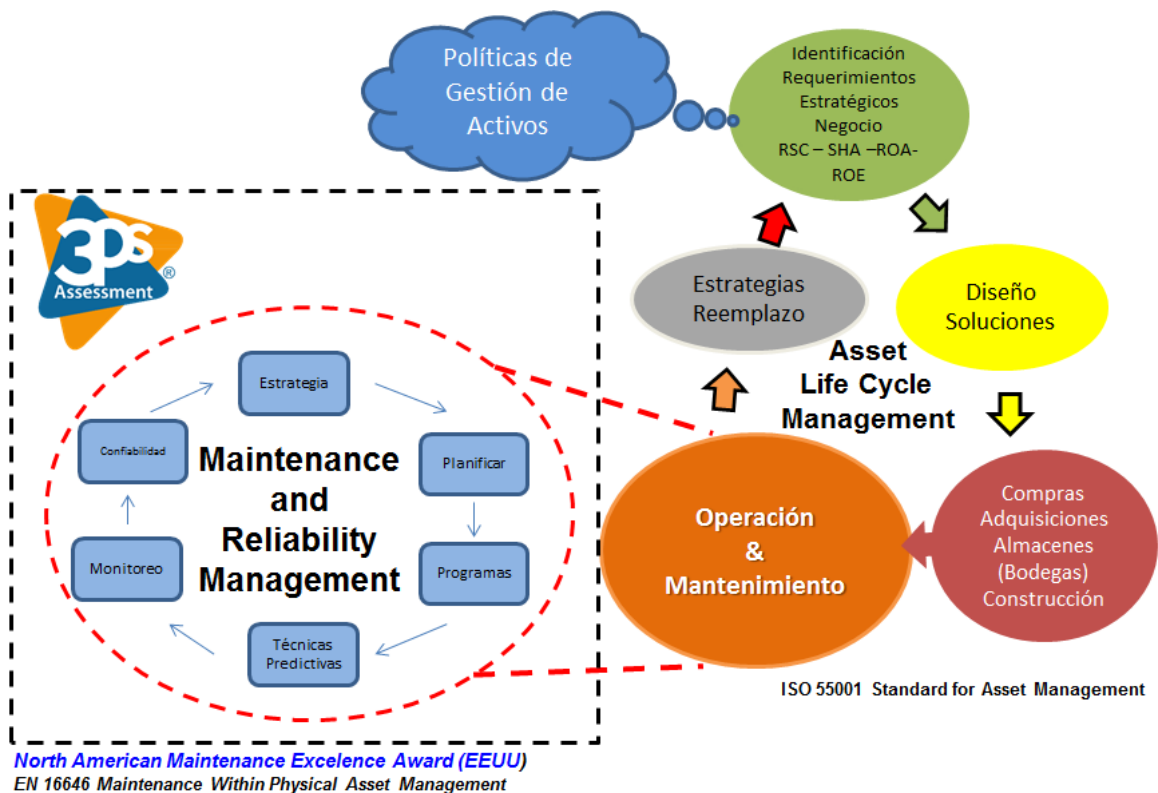 Políticas de
Gestión de
Activos
Identificación
Requerimientos
Estratégicos
Negocio
RSC – SHA –ROA-
ROE
3Ps
Assessment
®
Estrategias
Reemplazo
Diseño
Soluciones
Asset
Life Cycle
Management
Estrategia
Confiabilidad
Planificar
Maintenance
and
Reliability
Management
Monitoreo
Programas
Técnicas
Predictivas
Operación
&
Mantenimiento
Compras
Adquisiciones
Almacenes
(Bodegas)
Construcción
ISO 55001 Standard for Asset Management
North American Maintenance Excelence Award (EEUU)
EN 16646 Maintenance Within Physical Asset Management